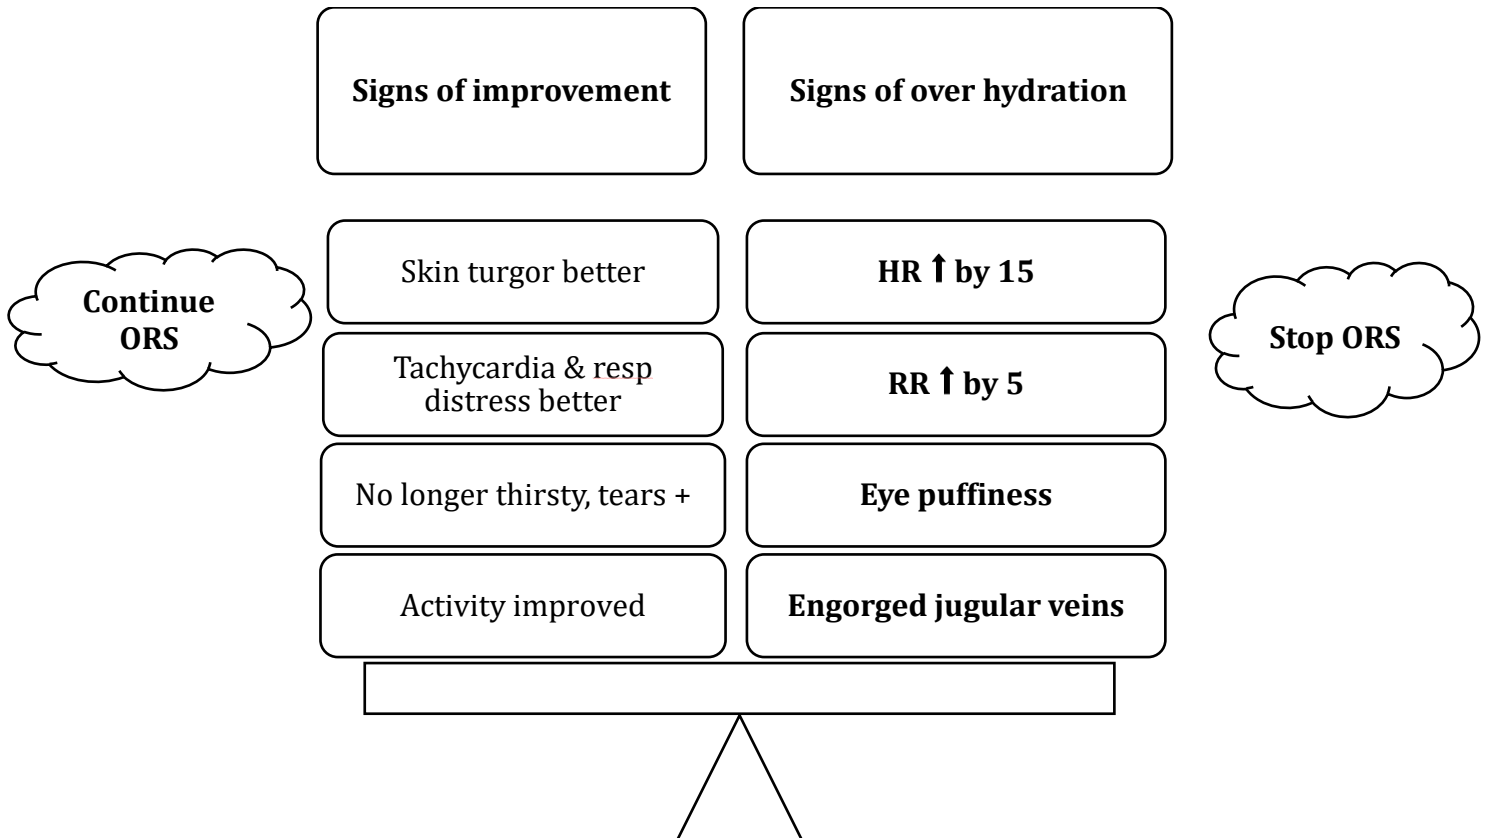 Signs of improvement
Signs of over hydration
Continue
ORS
Skin turgor better
HR ⬆ by 15
Stop ORS
Tachycardia & resp
distress better
RR ⬆ by 5
No longer thirsty, tears +
Eye puffiness
Activity improved
Engorged jugular veins